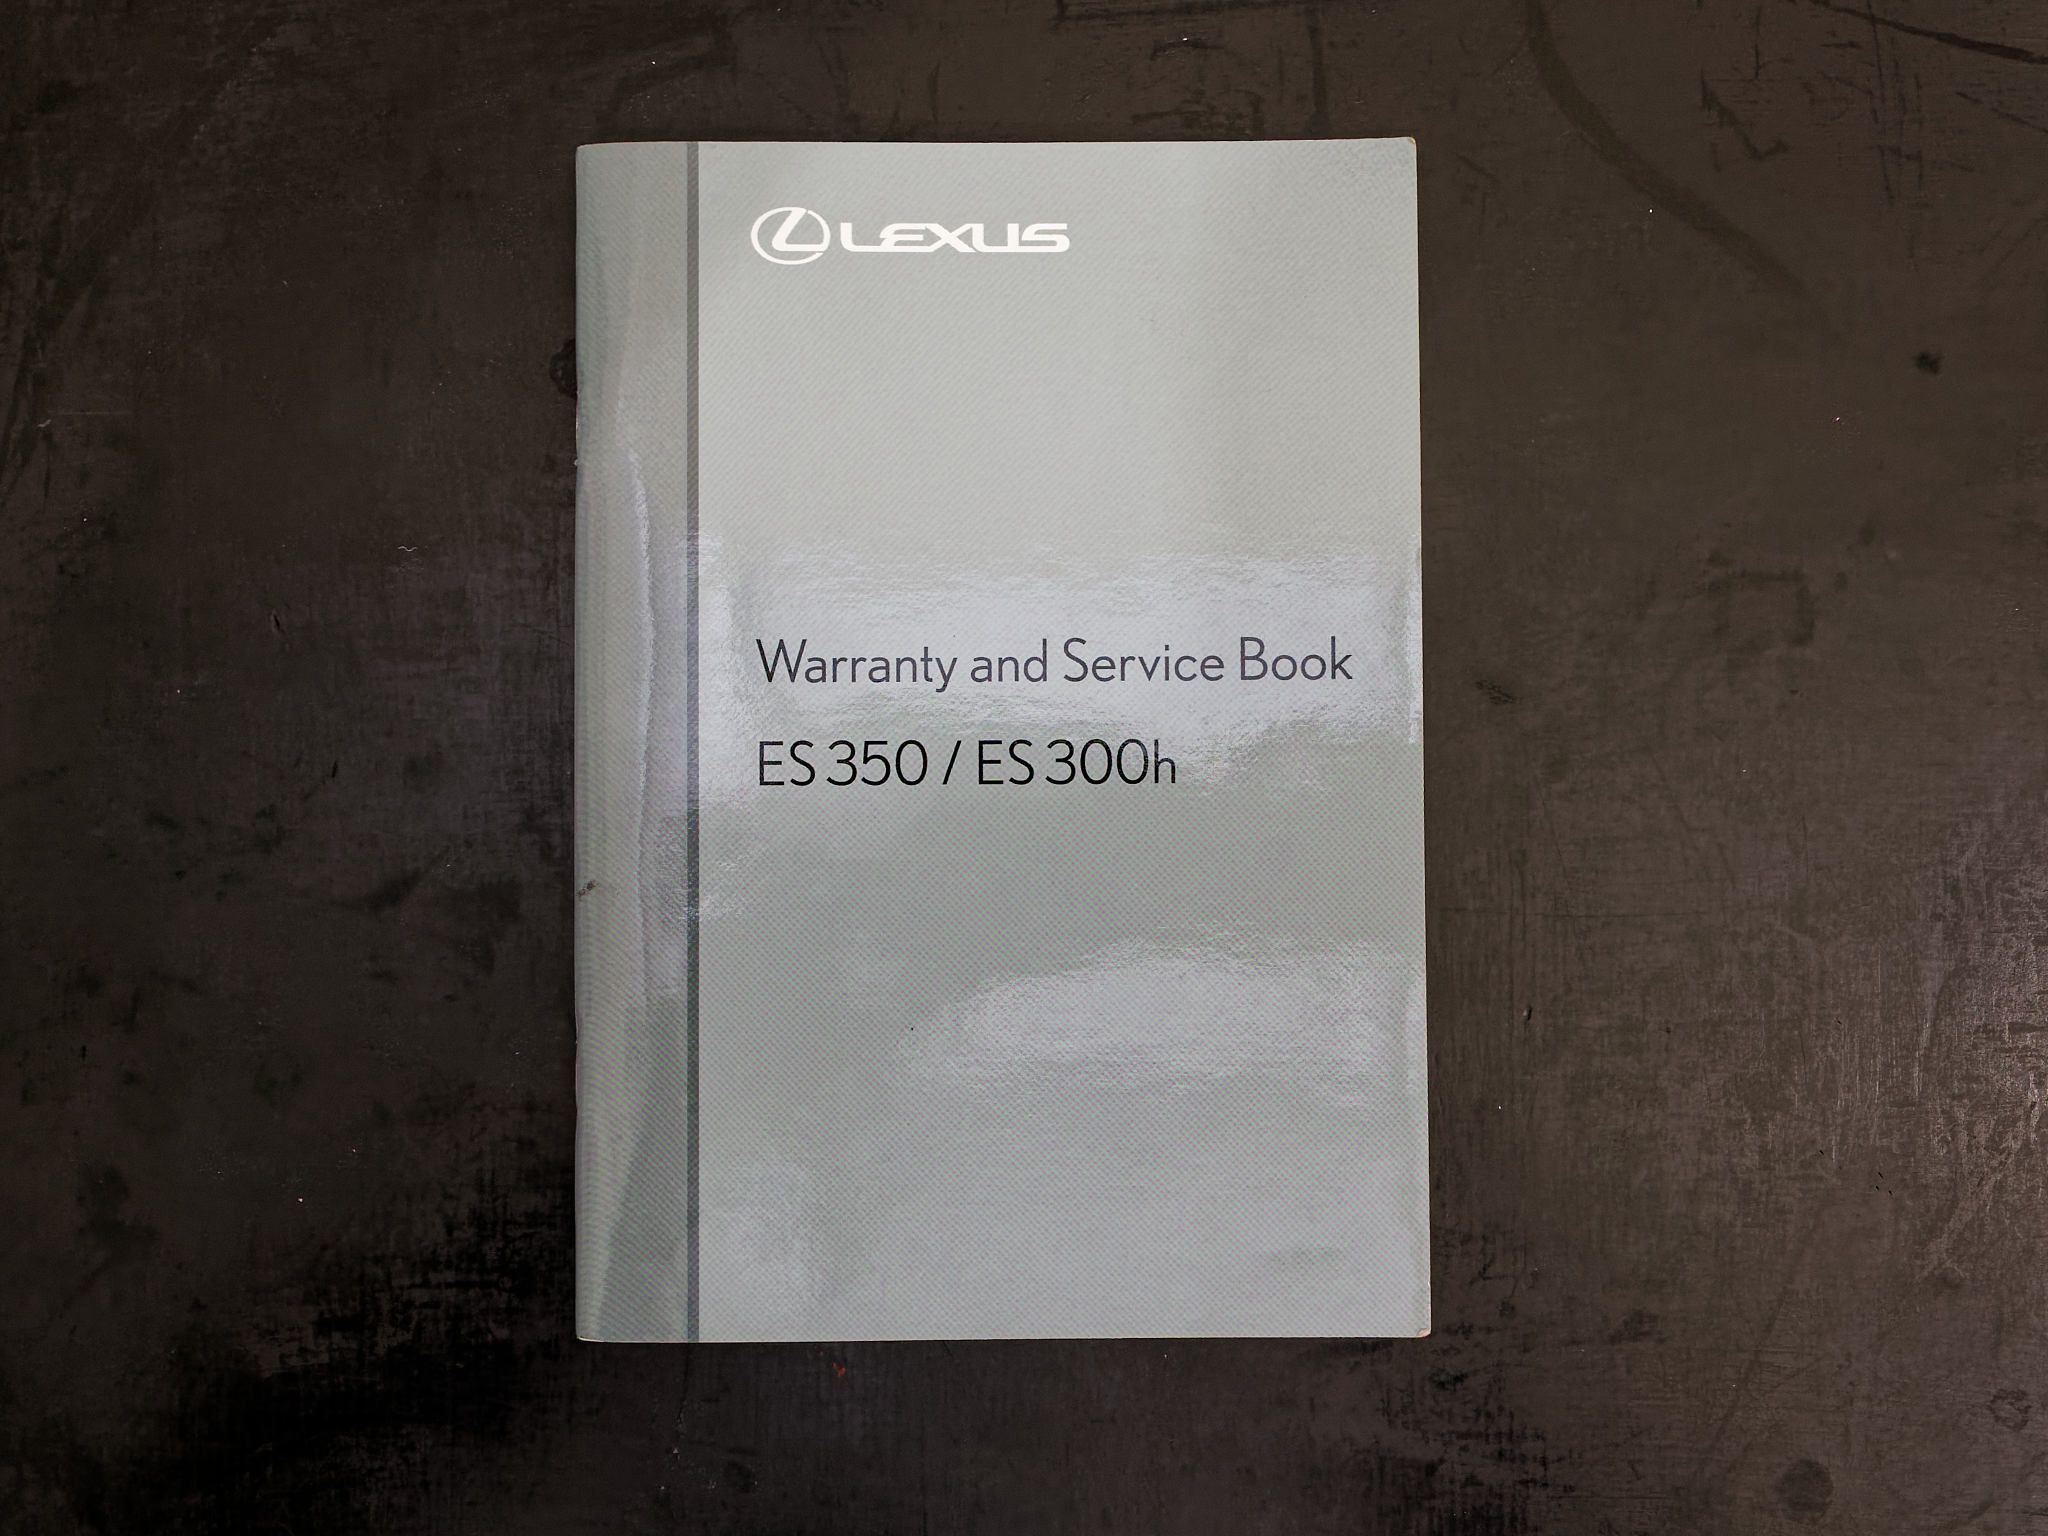 LEXUS
Warranty and Service Book
ES 350 / ES 300h